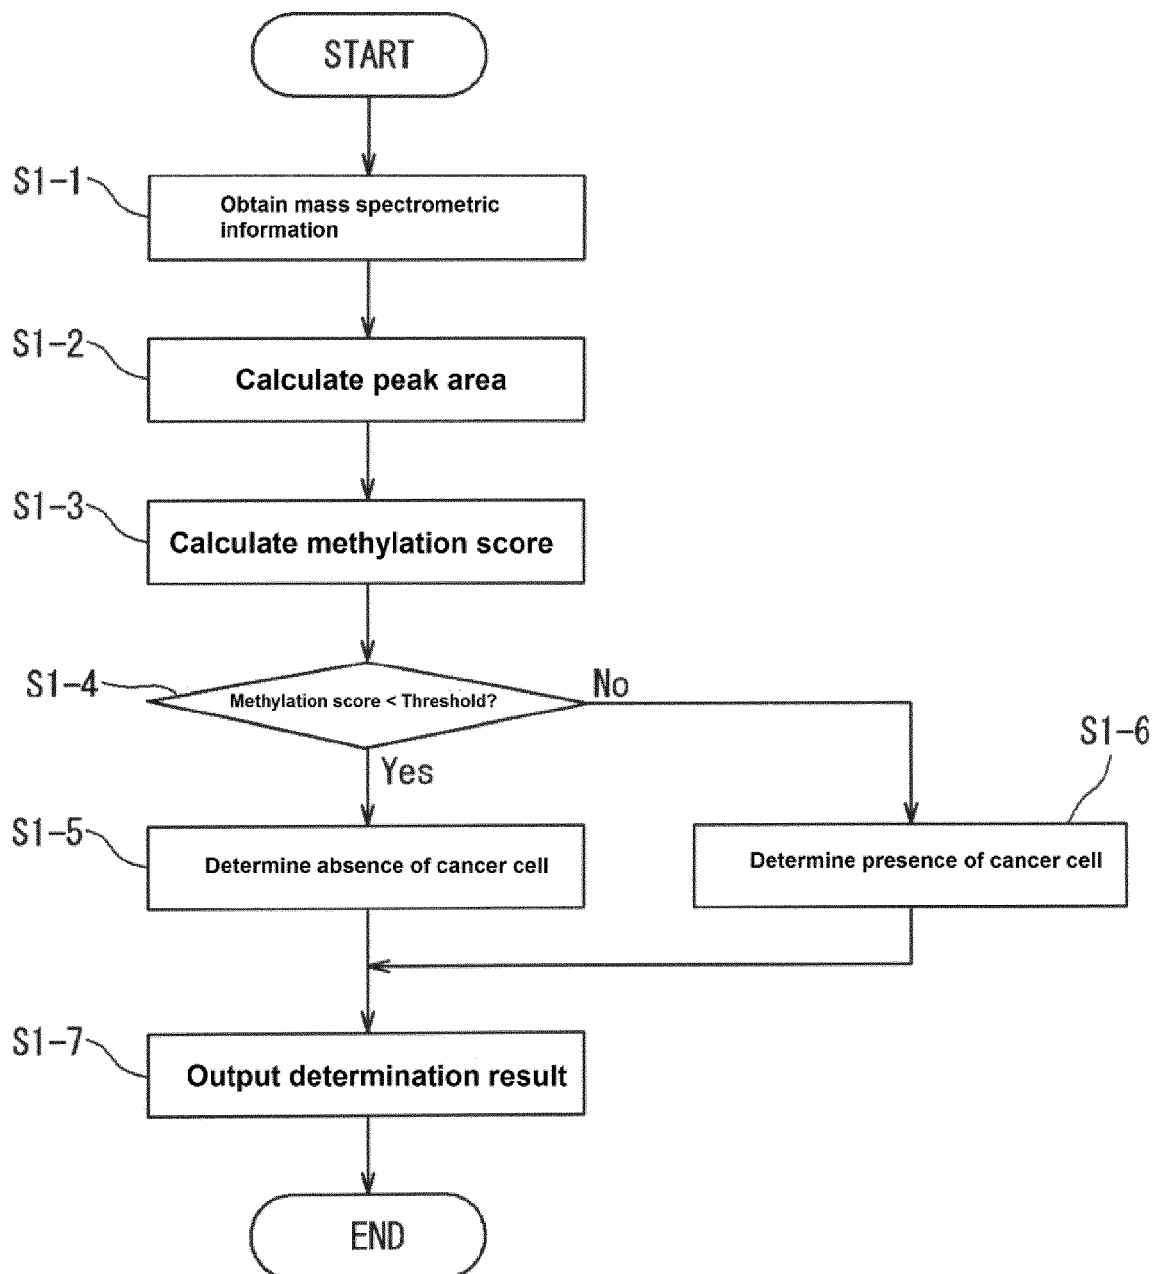 START
S1-1
Obtain mass spectrometric
information
S1-2
Calculate peak area
S1-3
Calculate methylation score
S1-4
Methylation score < Threshold?
No
Yes
S1-6
S1-5
Determine absence of cancer cell
Determine presence of cancer cell
S1-7
Output determination result
END